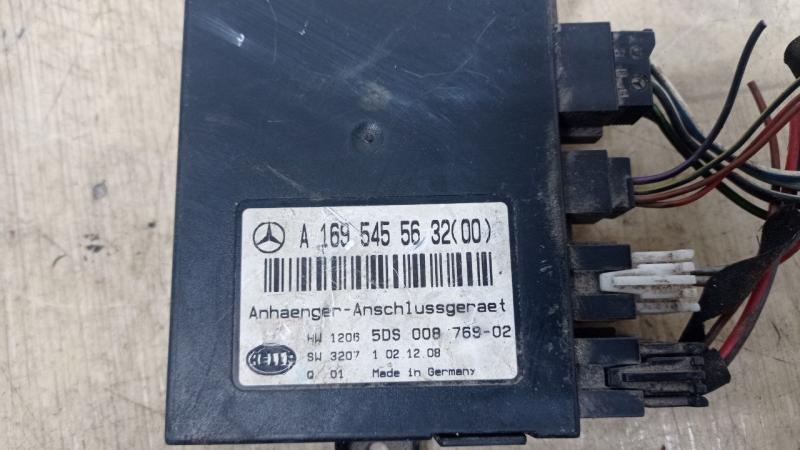 A 169 545 56 32(00)
Anhaenger-Anschlussgeraet
HW 1206 5DS 008 769-02
HELLA SW 3207 1 02.12.08
Q 01 Made in Germany